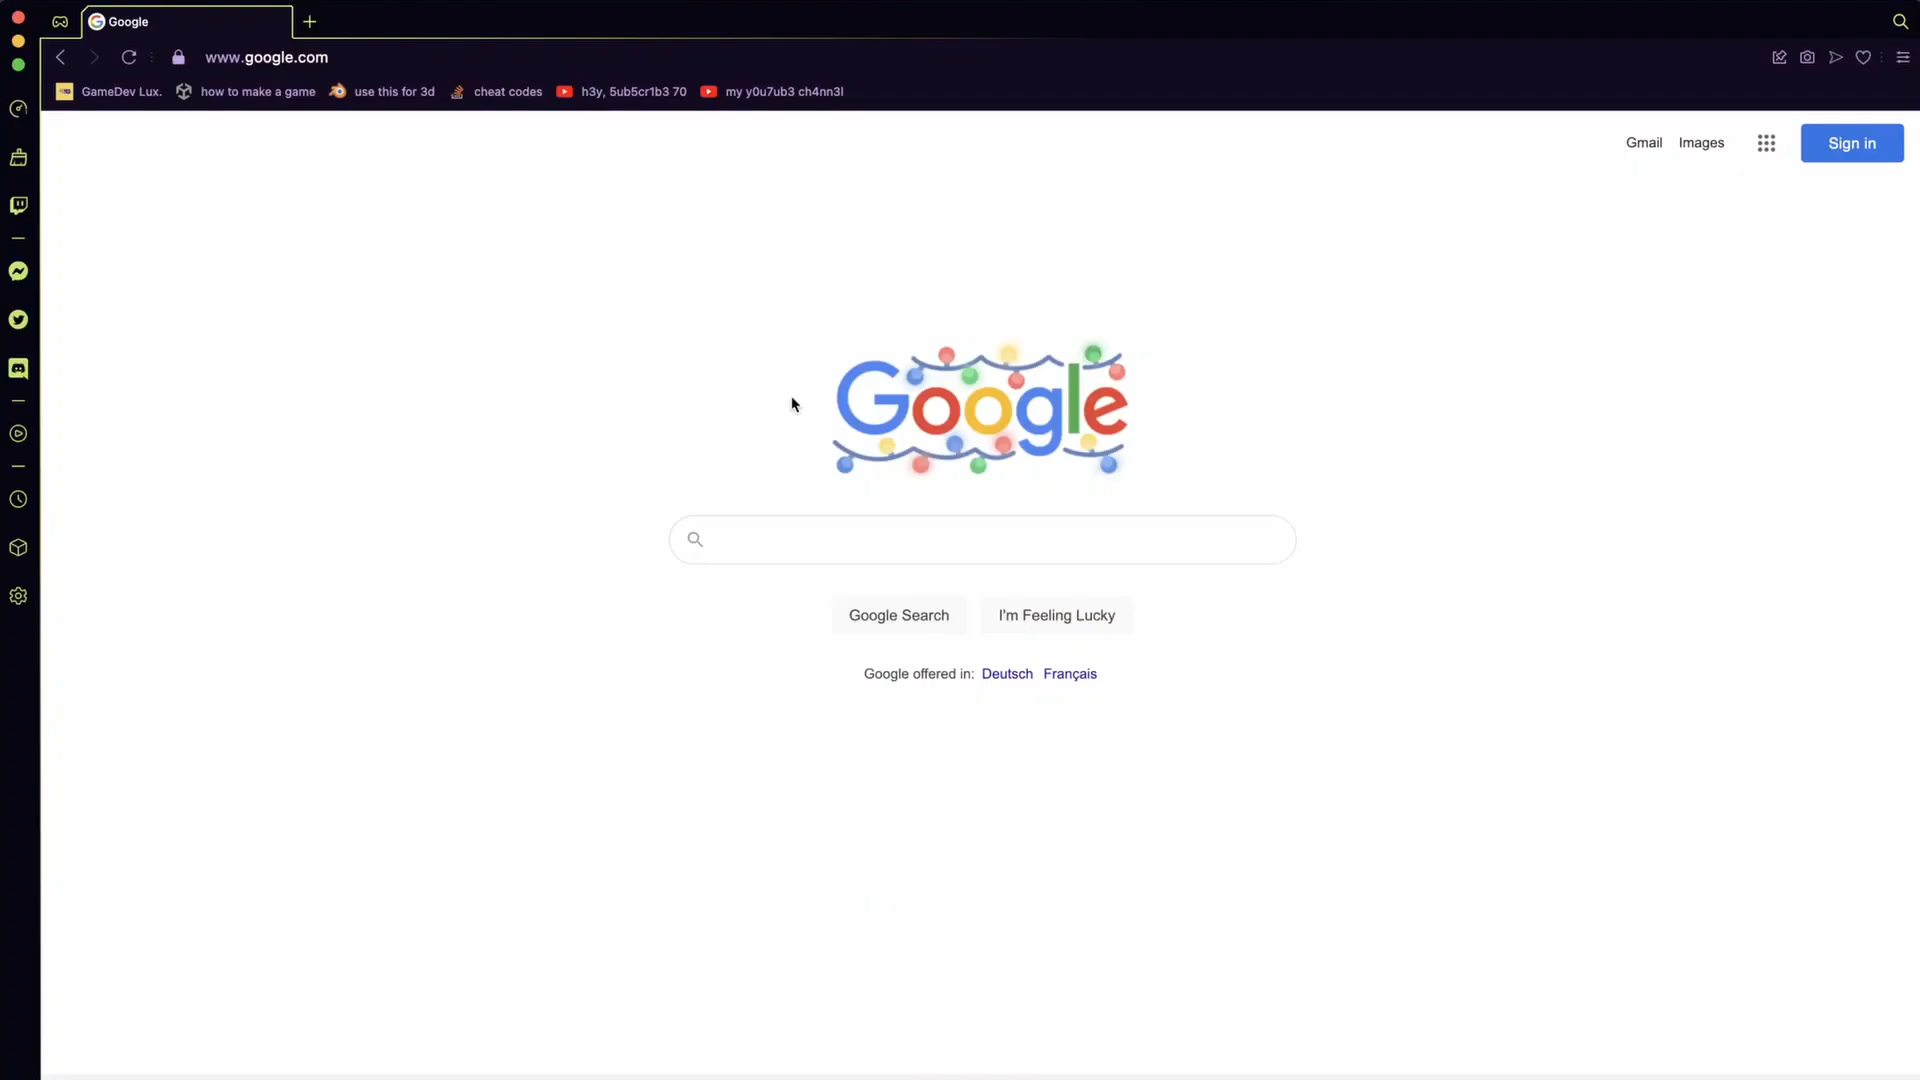 Google
www.google.com
GameDev Lux. how to make a game use this for 3d cheat codes h3y, 5ub5cr1b3 70 my y0u7ub3 ch4nn3l
Gmail Images Sign in
Google
Google Search I'm Feeling Lucky
Google offered in: Deutsch Français